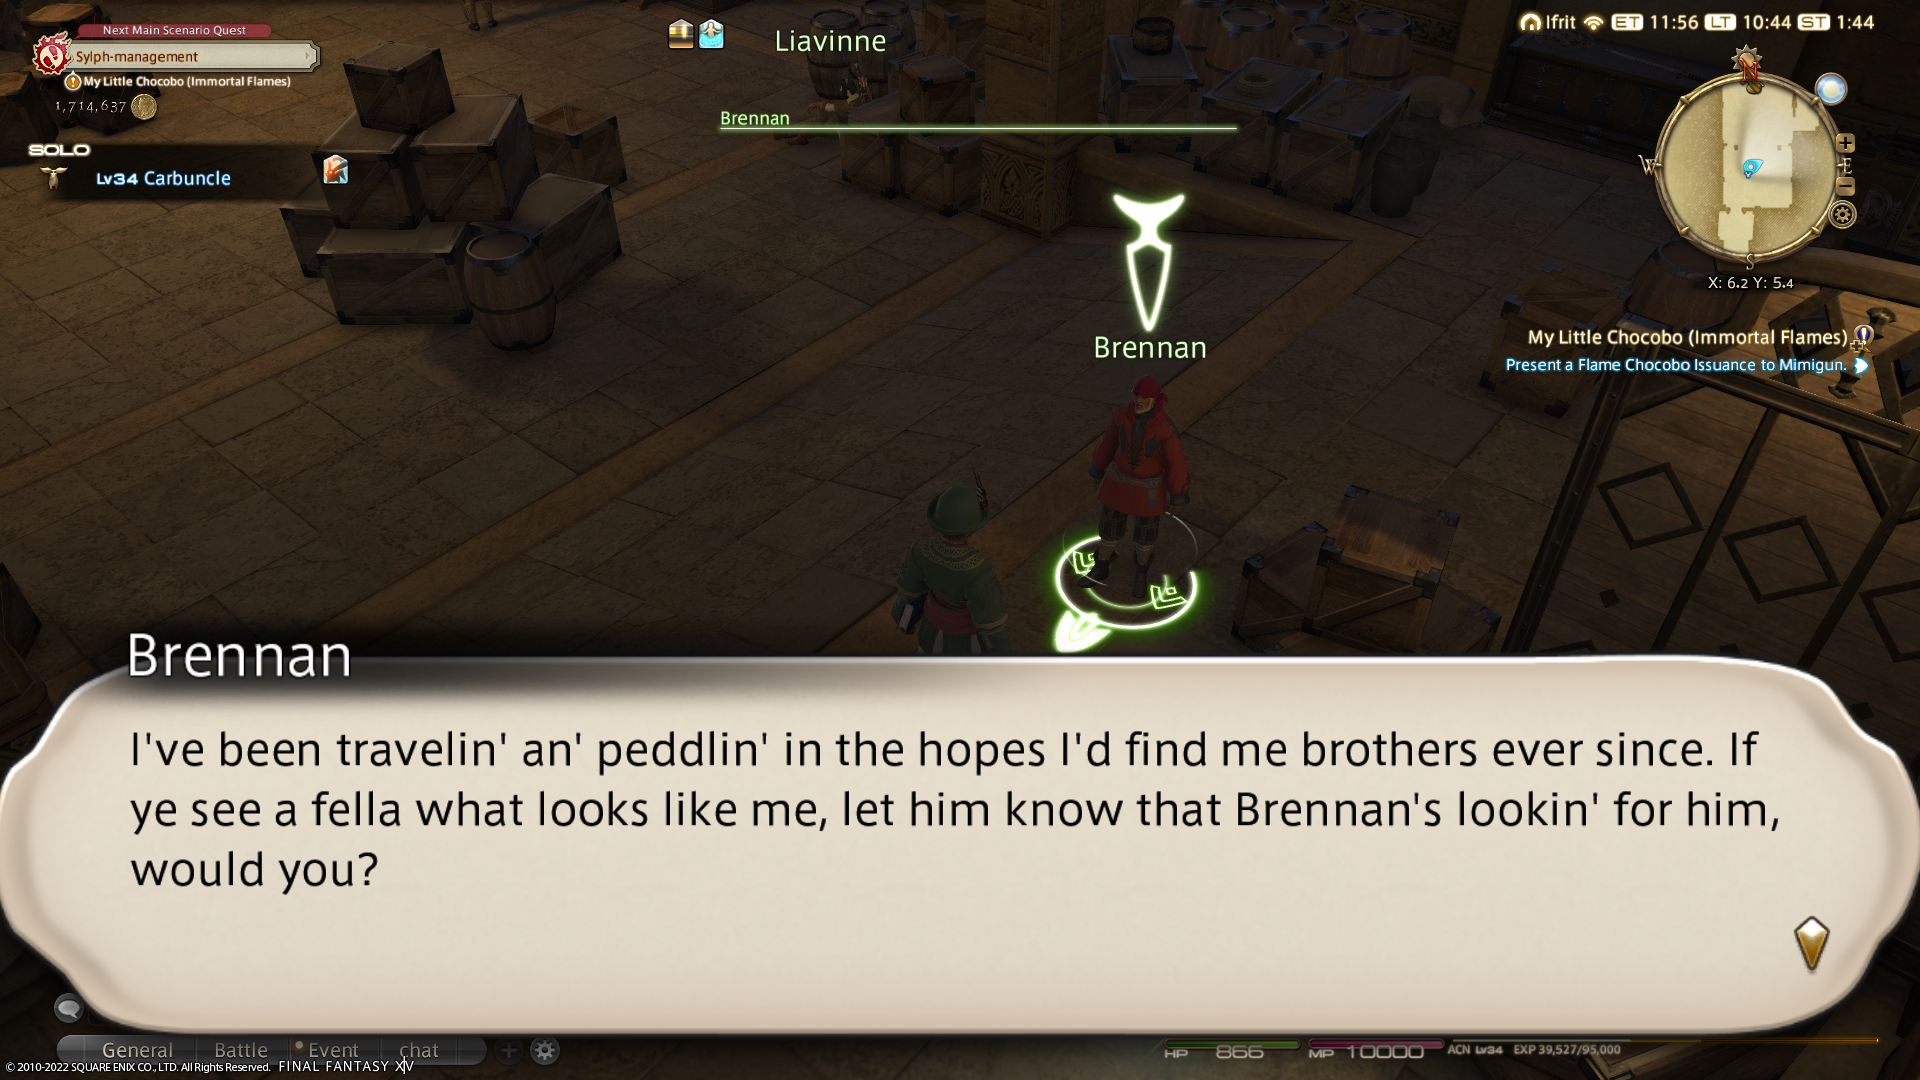 Next Main Scenario Quest
Sylph-management
My Little Chocobo (Immortal Flames)
1,714,637
SOLO
Lv34 Carbuncle
Liavinne
Brennan
Ifrit ET 11:56 LT 10:44 ST 1:44
N
W
E
S
X: 6.2 Y: 5.4
My Little Chocobo (Immortal Flames)
Present a Flame Chocobo Issuance to Mimigun.
Brennan
Brennan
I've been travelin' an' peddlin' in the hopes I'd find me brothers ever since. If
ye see a fella what looks like me, let him know that Brennan's lookin' for him,
would you?
General Battle Event chat
HP 866 MP 10000 ACN Lv34 EXP 39,527/95,000
© 2010-2022 SQUARE ENIX CO., LTD. All Rights Reserved. FINAL FANTASY XIV